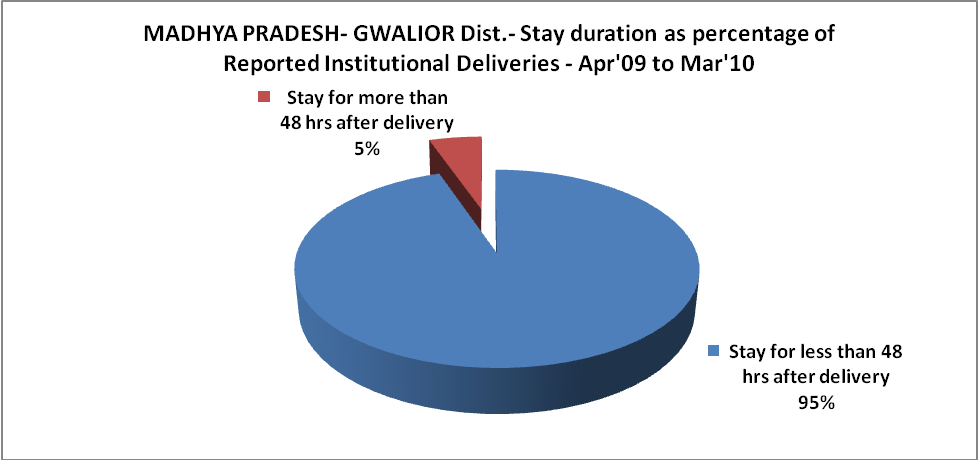 MADHYA PRADESH- GWALIOR Dist.- Stay duration as percentage of
Reported Institutional Deliveries - Apr'09 to Mar'10
Stay for more than
48 hrs after delivery
5%
Stay for less than 48
hrs after delivery
95%